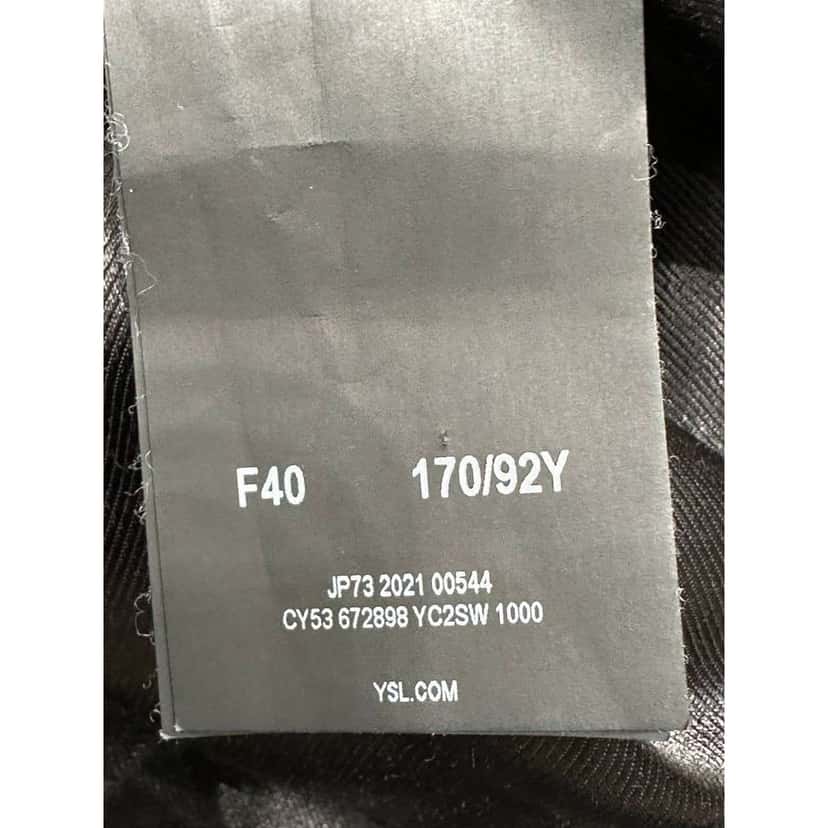 F40 170/92Y
JP73 2021 00544
CY53 672898 YC2SW 1000
YSL.COM